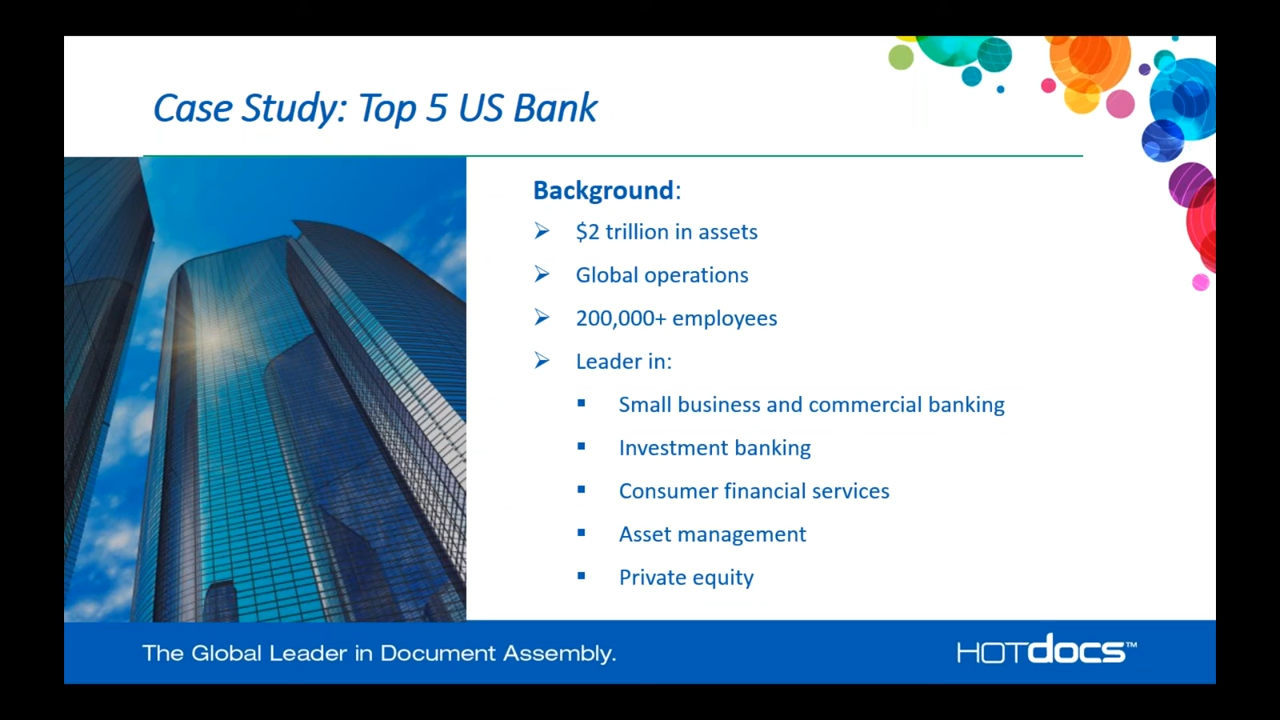 Case Study: Top 5 US Bank
Background:
$2 trillion in assets
Global operations
200,000+ employees
Leader in:
Small business and commercial banking
Investment banking
Consumer financial services
Asset management
Private equity
The Global Leader in Document Assembly.
HOTdocs™